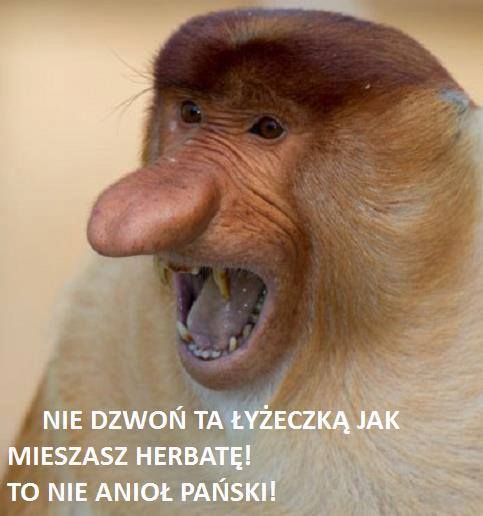 NIE DZWOŃ TA ŁYŻECZKĄ JAK
MIESZASZ HERBATĘ!
TO NIE ANIOŁ PAŃSKI!